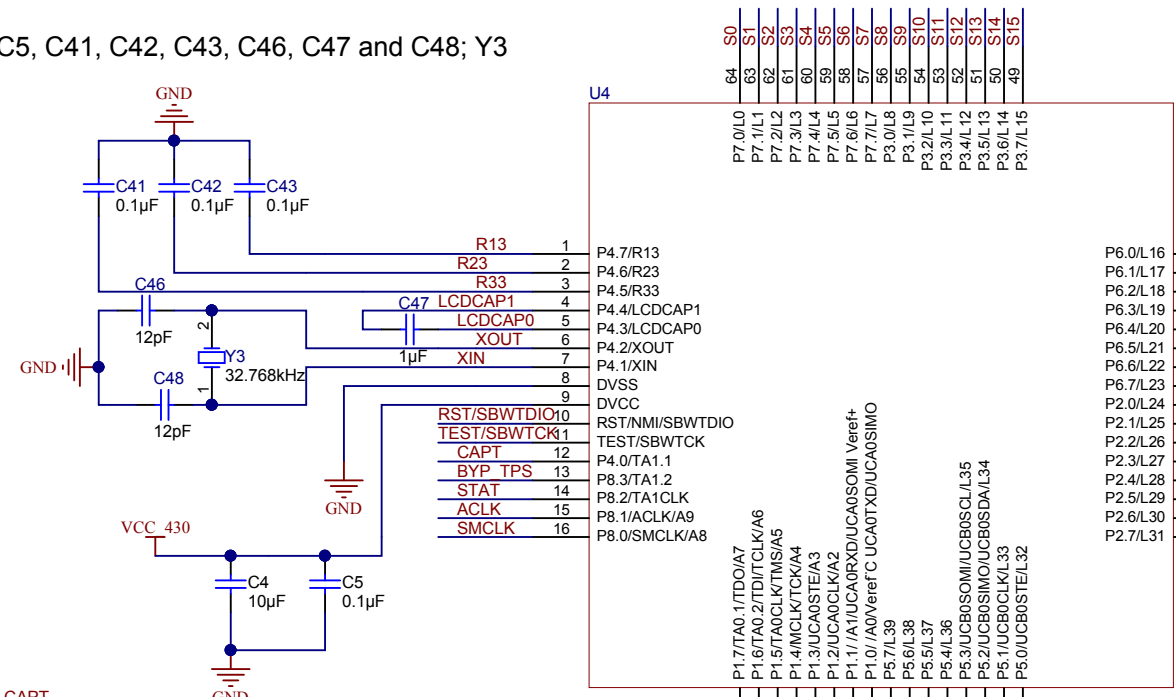 C5, C41, C42, C43, C46, C47 and C48; Y3
S0 S1 S2 S3 S4 S5 S6 S7 S8 S9 S10 S11 S12 S13 S14 S15
64 63 62 61 60 59 58 57 56 55 54 53 52 51 50 49
U4
P7.0/L0
P7.1/L1
P7.2/L2
P7.3/L3
P7.4/L4
P7.5/L5
P7.6/L6
P7.7/L7
P3.0/L8
P3.1/L9
P3.2/L10
P3.3/L11
P3.4/L12
P3.5/L13
P3.6/L14
P3.7/L15
GND
C41
0.1µF
C42
0.1µF
C43
0.1µF
R13 1 P4.7/R13
R23 2 P4.6/R23
R33 3 P4.5/R33
LCDCAP1 4 P4.4/LCDCAP1
LCDCAP0 5 P4.3/LCDCAP0
XOUT 6 P4.2/XOUT
XIN 7 P4.1/XIN
8 DVSS
9 DVCC
RST/SBWTDIO 10 RST/NMI/SBWTDIO
TEST/SBWTCK 11 TEST/SBWTCK
CAPT 12 P4.0/TA1.1
BYP_TPS 13 P8.3/TA1.2
STAT 14 P8.2/TA1CLK
ACLK 15 P8.1/ACLK/A9
SMCLK 16 P8.0/SMCLK/A8
C46
12pF
C47
1µF
2
Y3
32.768kHz
1
GND
C48
12pF
GND
VCC_430
C4
10µF
C5
0.1µF
GND
CAPT
P6.0/L16
P6.1/L17
P6.2/L18
P6.3/L19
P6.4/L20
P6.5/L21
P6.6/L22
P6.7/L23
P2.0/L24
P2.1/L25
P2.2/L26
P2.3/L27
P2.4/L28
P2.5/L29
P2.6/L30
P2.7/L31
P1.7/TA0.1/TDO/A7
P1.6/TA0.2/TDI/TCLK/A6
P1.5/TA0CLK/TMS/A5
P1.4/MCLK/TCK/A4
P1.3/UCA0STE/A3
P1.2/UCA0CLK/A2
P1.1/ /A1/UCA0RXD/UCA0SOMI Veref+
P1.0/ /A0/Veref˘C UCA0TXD/UCA0SIMO
P5.7/L39
P5.6/L38
P5.5/L37
P5.4/L36
P5.3/UCB0SOMI/UCB0SCL/L35
P5.2/UCB0SIMO/UCB0SDA/L34
P5.1/UCB0CLK/L33
P5.0/UCB0STE/L32